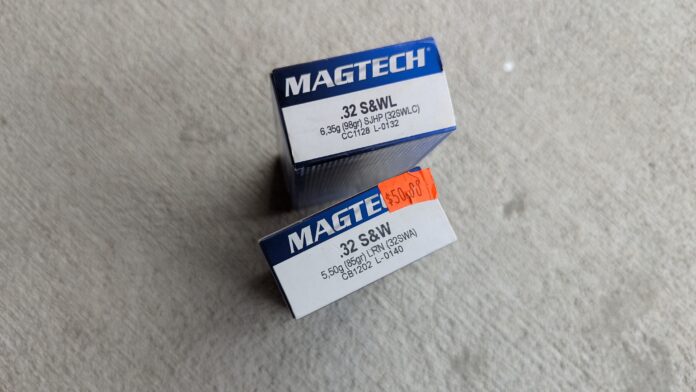 MAGTECH®
.32 S&WL
6,35g (98gr) SJHP (32SWLC)
CC1128 L-0132
MAGTEC
$50.00
.32 S&W
5,50g (85gr) LRN (32SWA)
CB1202 L-0140